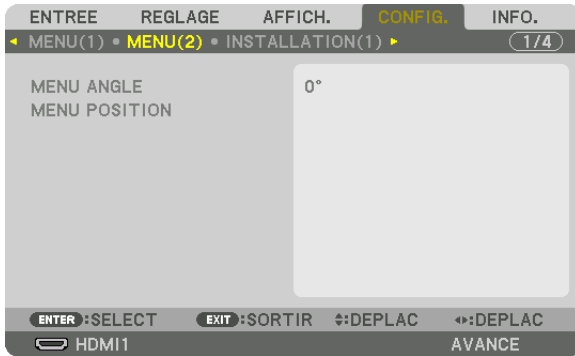 ENTREE REGLAGE AFFICH. CONFIG. INFO.
MENU(1) • MENU(2) • INSTALLATION(1) 1/4
MENU ANGLE 0°
MENU POSITION
ENTER :SELECT EXIT :SORTIR :DEPLAC :DEPLAC
HDMI1 AVANCE